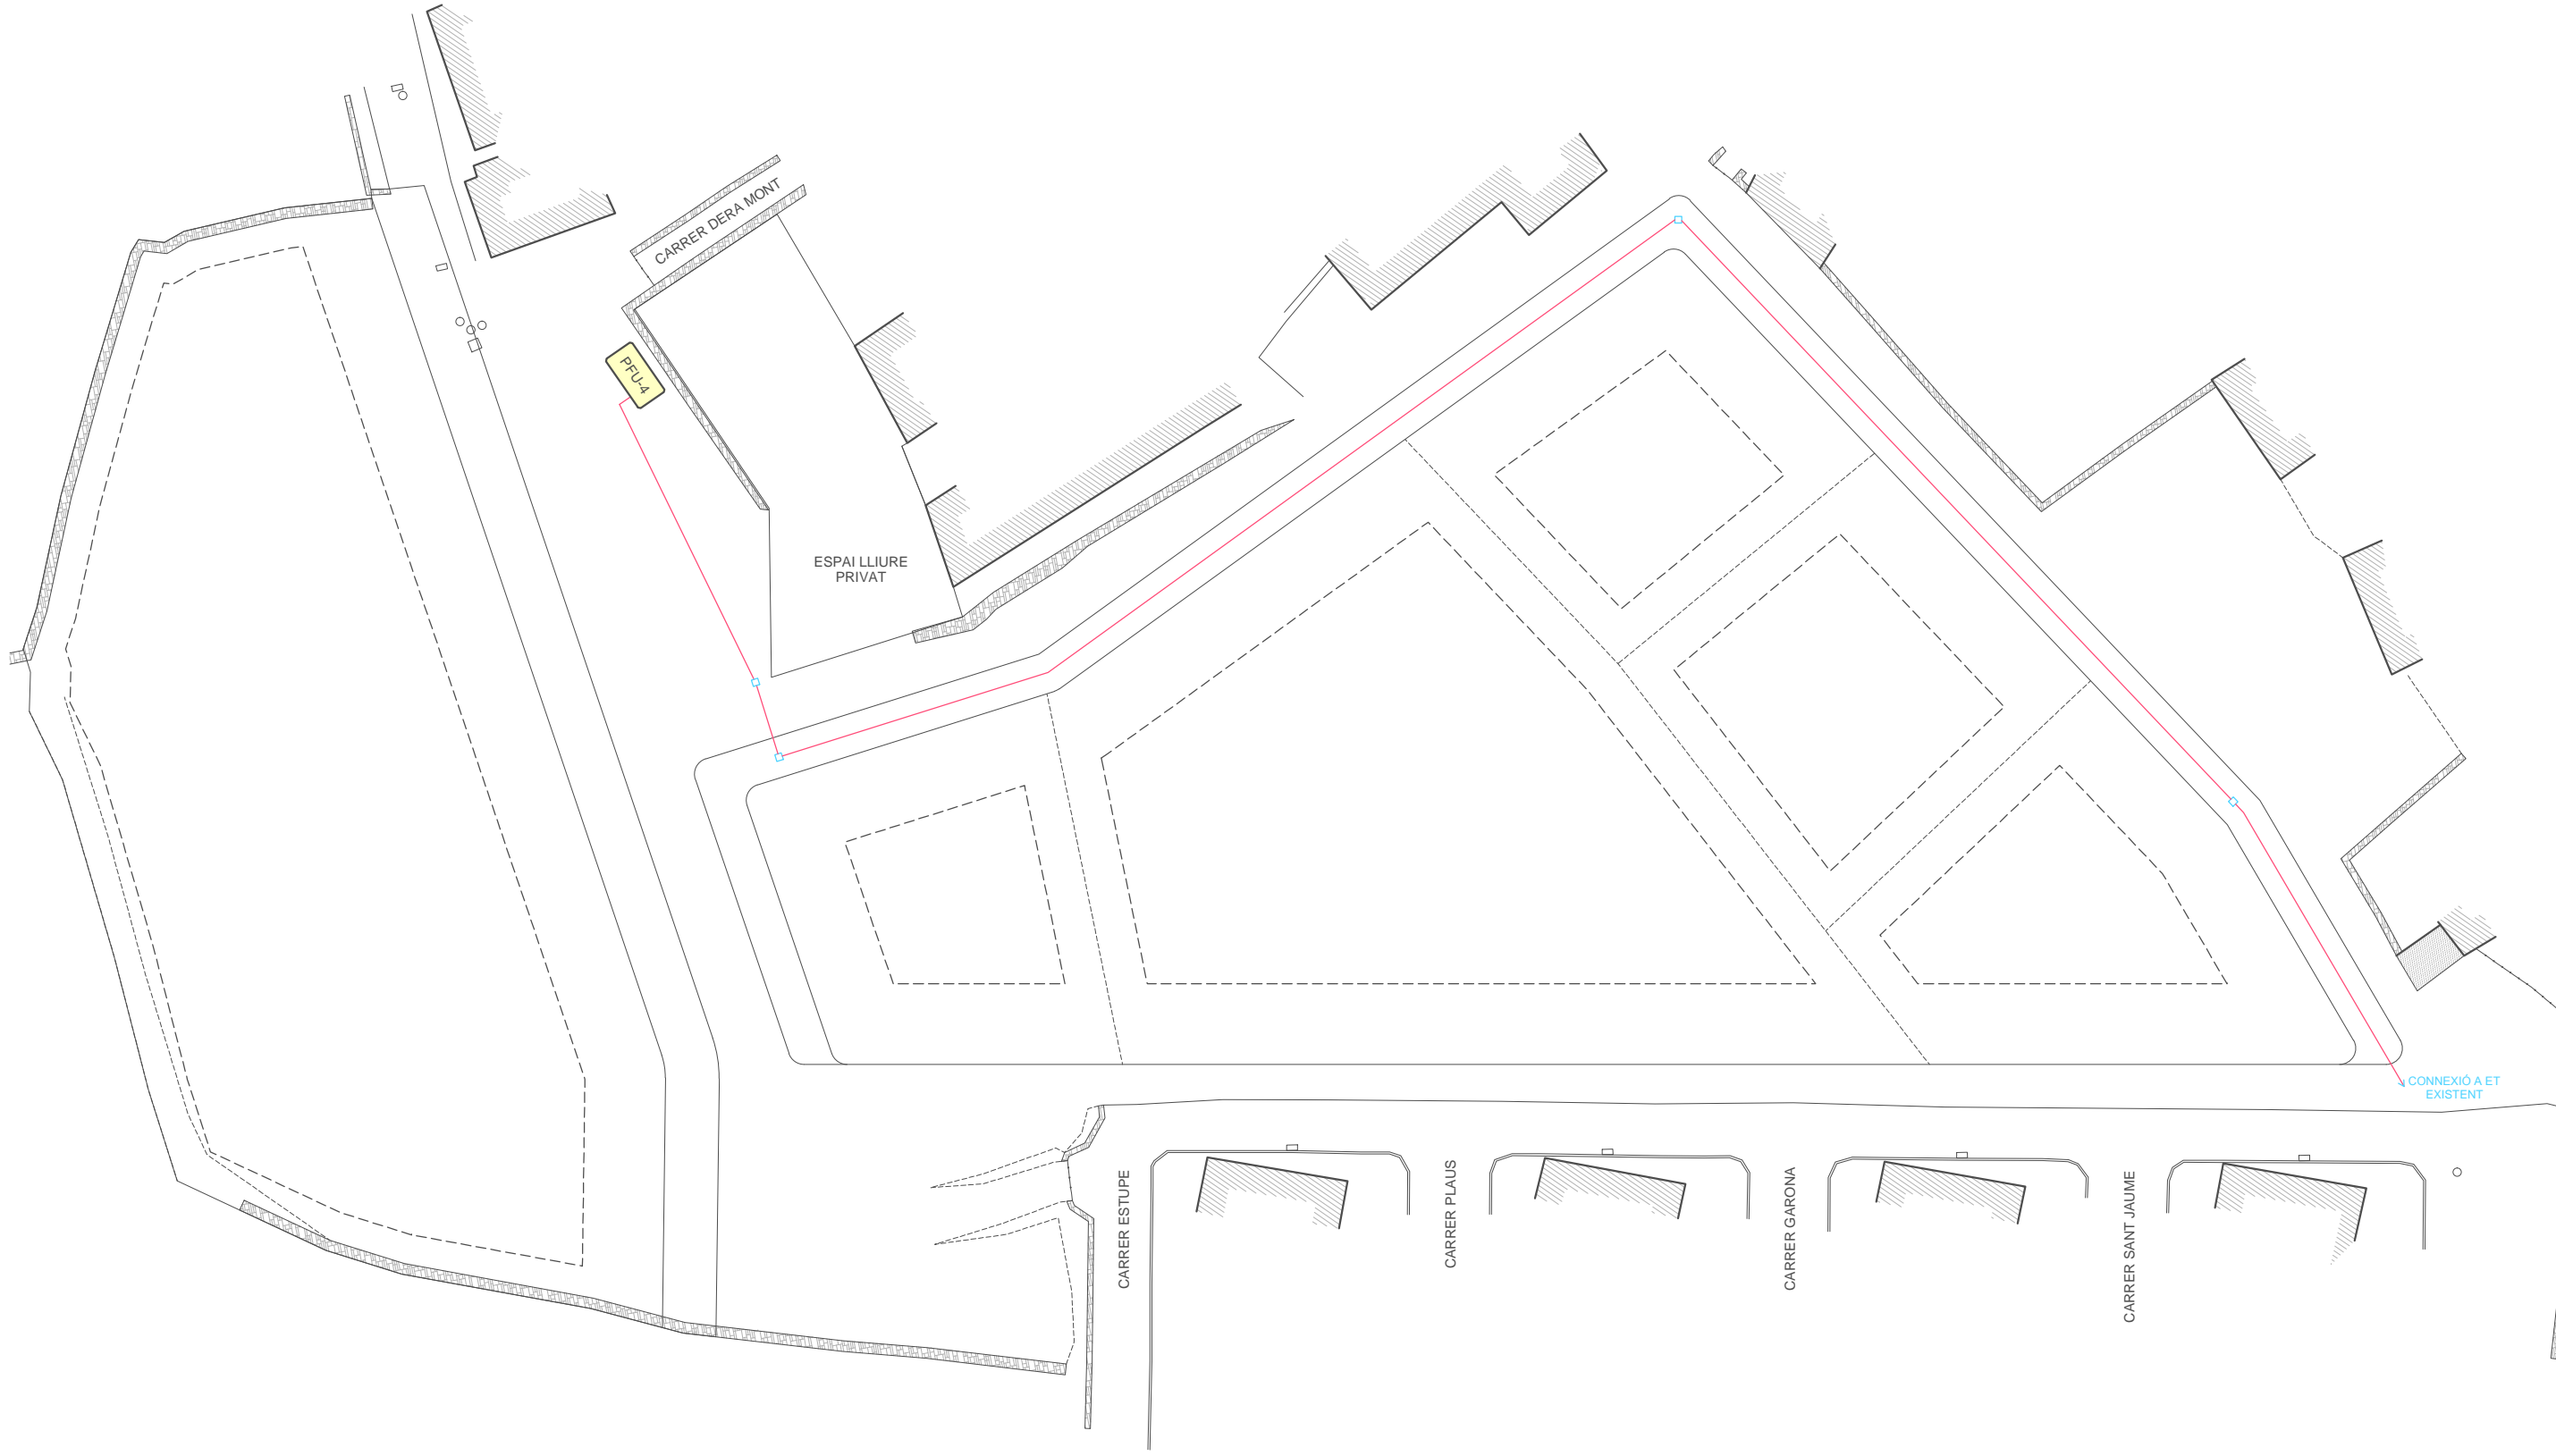 CARRER DERA MONT
PFU-4
ESPAI LLIURE
PRIVAT
CONNEXIÓ A ET
EXISTENT
CARRER ESTUPE
CARRER PLAUS
CARRER GARONA
CARRER SANT JAUME